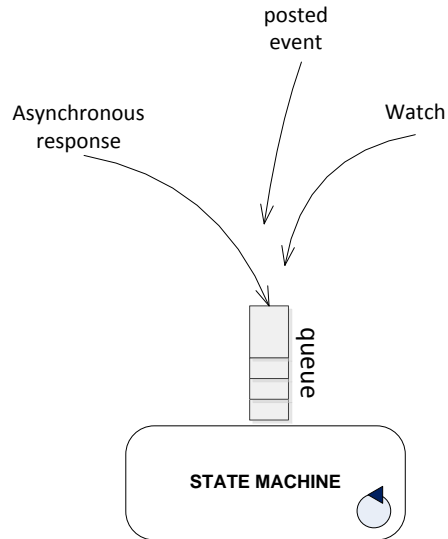 posted
event
Asynchronous
response
Watch
queue
STATE MACHINE